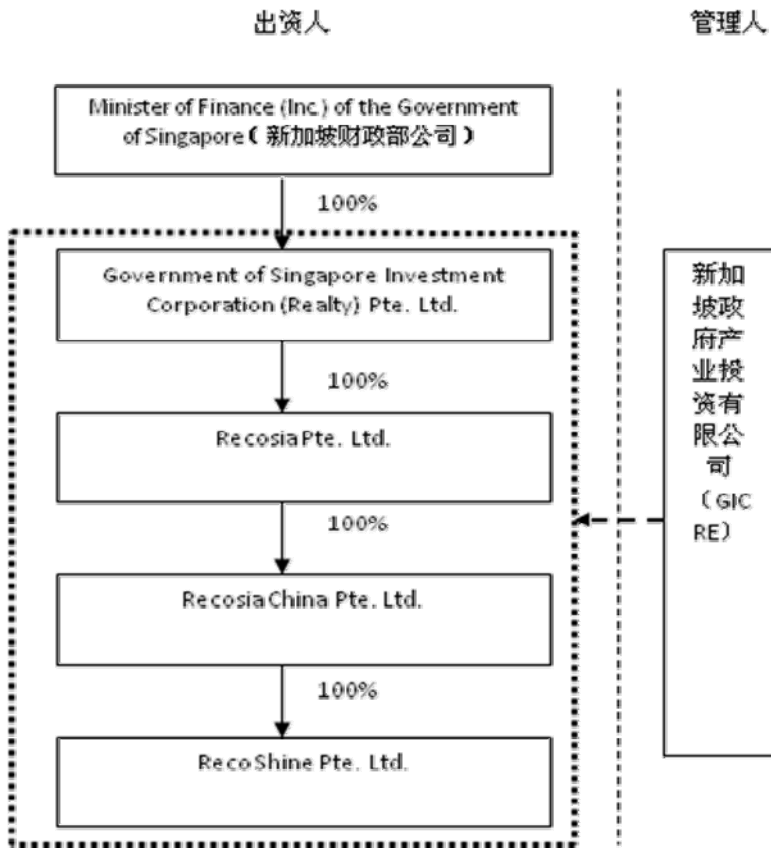 出资人
管理人
Minister of Finance (Inc.) of the Government
of Singapore（新加坡财政部公司）
100%
Government of Singapore Investment
Corporation (Realty) Pte. Ltd.
100%
Recosia Pte. Ltd.
100%
Recosia China Pte. Ltd.
100%
Reco Shine Pte. Ltd.
新加
坡政
府产
业投
资有
限公
司
（GIC
RE）